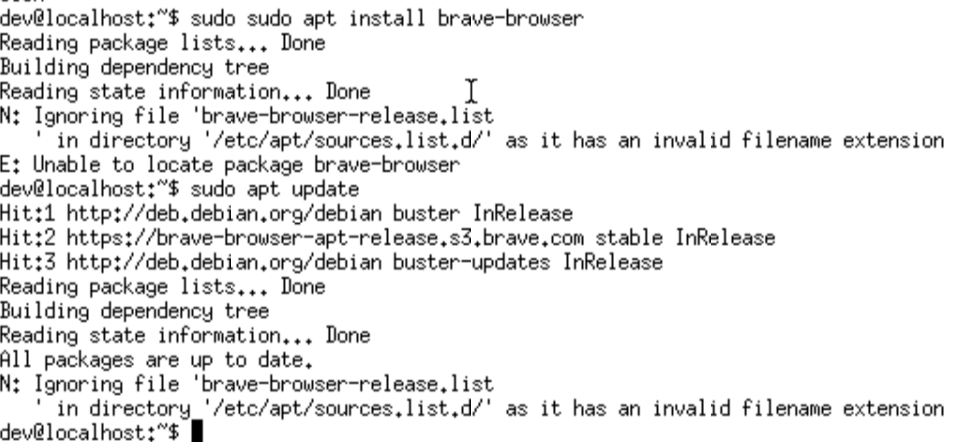 dev@localhost:~$ sudo sudo apt install brave-browser
Reading package lists... Done
Building dependency tree
Reading state information... Done
N: Ignoring file 'brave-browser-release.list
' in directory '/etc/apt/sources.list.d/' as it has an invalid filename extension
E: Unable to locate package brave-browser
dev@localhost:~$ sudo apt update
Hit:1 http://deb.debian.org/debian buster InRelease
Hit:2 https://brave-browser-apt-release.s3.brave.com stable InRelease
Hit:3 http://deb.debian.org/debian buster-updates InRelease
Reading package lists... Done
Building dependency tree
Reading state information... Done
All packages are up to date.
N: Ignoring file 'brave-browser-release.list
' in directory '/etc/apt/sources.list.d/' as it has an invalid filename extension
dev@localhost:~$